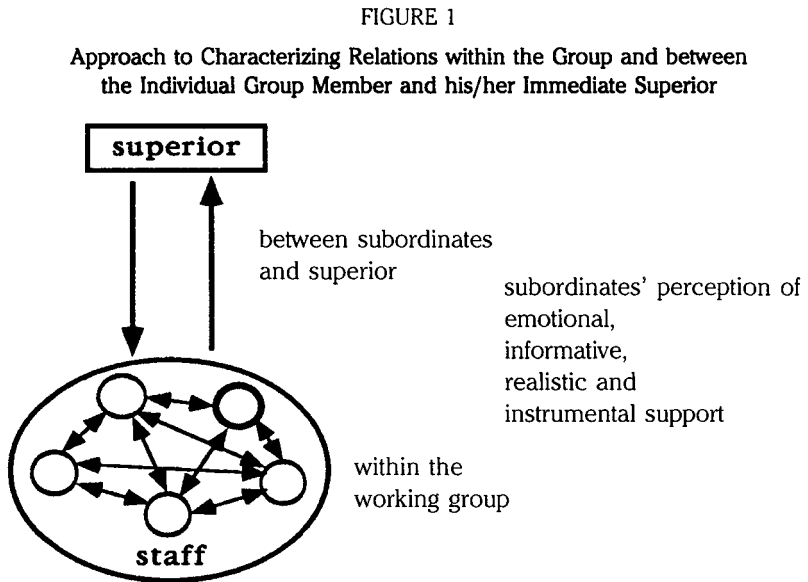 FIGURE 1
Approach to Characterizing Relations within the Group and between
the Individual Group Member and his/her Immediate Superior
superior
between subordinates
and superior
subordinates' perception of
emotional,
informative,
realistic and
instrumental support
within the
working group
staff